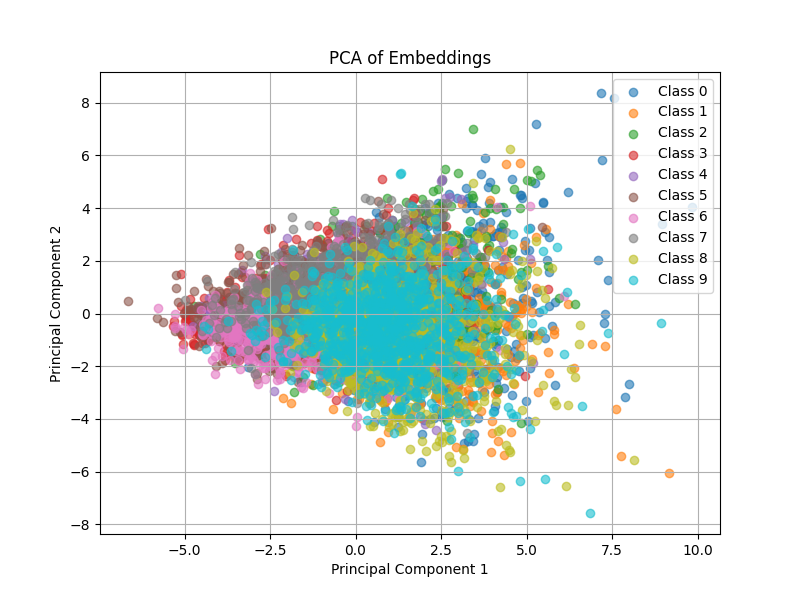 PCA of Embeddings
Class 0
Class 1
Class 2
Class 3
Class 4
Class 5
Class 6
Class 7
Class 8
Class 9
8
6
4
2
0
−2
−4
−6
−8
Principal Component 2
−5.0 −2.5 0.0 2.5 5.0 7.5 10.0
Principal Component 1